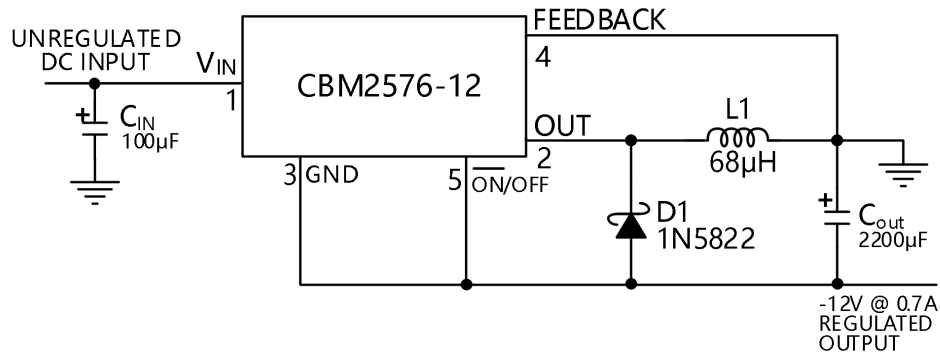 FEEDBACK
UNREGULATED
DC INPUT
VIN
1
CBM2576-12
4
+
CIN
100µF
OUT
2
L1
68µH
3
GND
5
ON/OFF
D1
1N5822
+
Cout
2200µF
-12V @ 0.7A
REGULATED
OUTPUT